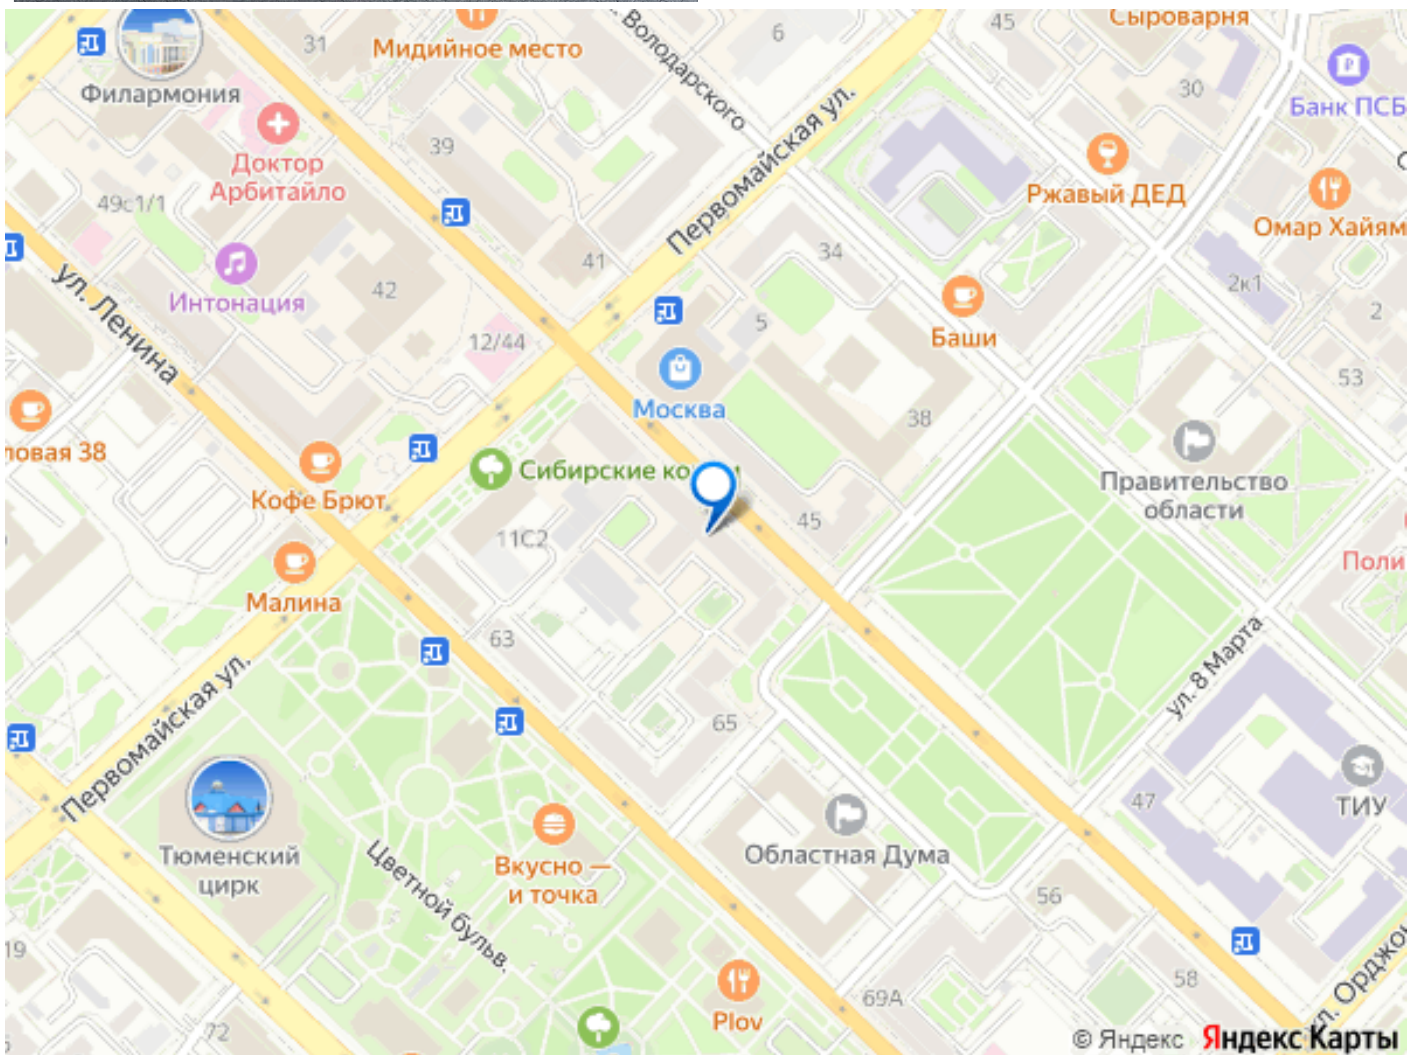 Сыроварня
45
6
31
Мидийное место
Володарского
30
Филармония
Банк ПСБ
Доктор
Арбитайло
39
Первомайская ул.
Ржавый ДЕД
49с1/1
Омар Хайям
41
34
Интонация
42
2к1
ул. Ленина
5
2
12/44
Баши
53
Москва
38
ловая 38
Сибирские ко
и
Кофе Брют
Правительство
области
45
11С2
Поли
Малина
63
ул. 8 Марта
Первомайская ул.
65
47
ТИУ
Тюменский
цирк
Областная Дума
Вкусно —
и точка
Цветной бульв.
56
19
58
69А
Plov
72
л. Орджо
© Яндекс Яндекс Карты